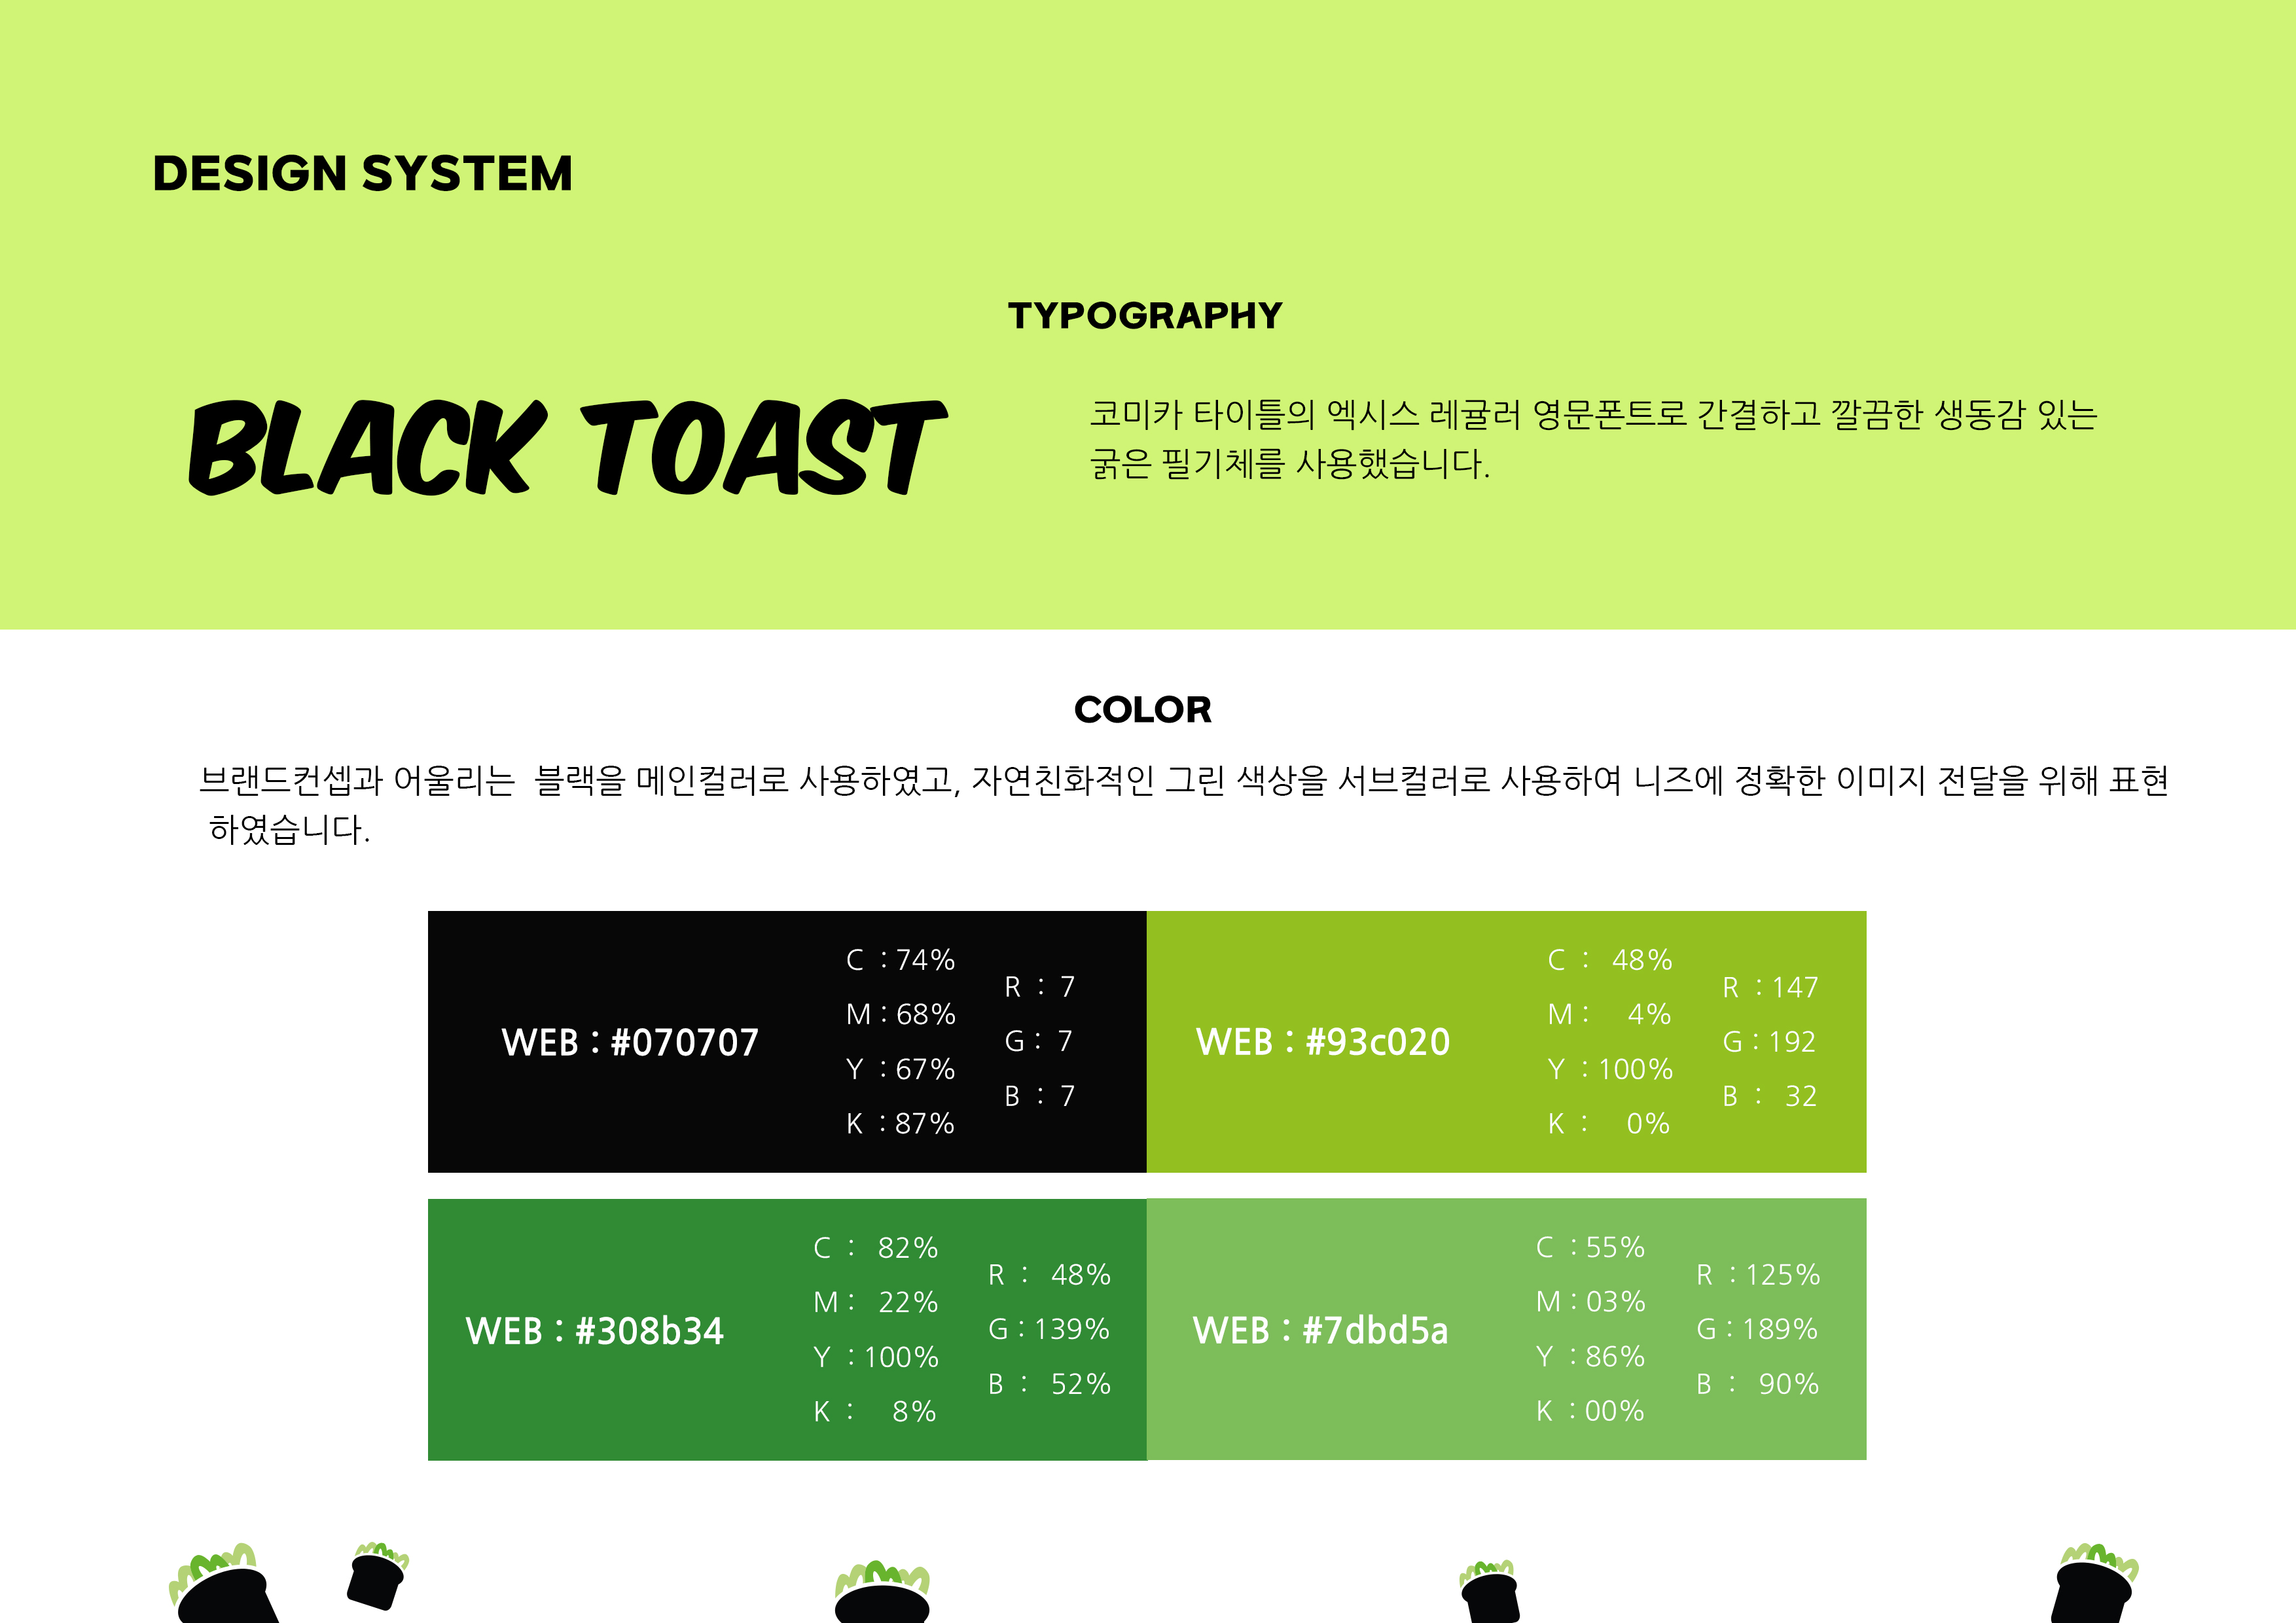 DESIGN SYSTEM
TYPOGRAPHY
BLACK TOAST
코미카 타이틀의 엑시스 레귤러 영문폰트로 간결하고 깔끔한 생동감 있는
굵은 필기체를 사용했습니다.
COLOR
브랜드컨셉과 어울리는  블랙을 메인컬러로 사용하였고, 자연친화적인 그린 색상을 서브컬러로 사용하여 니즈에 정확한 이미지 전달을 위해 표현
하였습니다.
WEB : #070707
C : 74%
M : 68%
Y : 67%
K : 87%
R : 7
G : 7
B : 7
WEB : #93c020
C : 48%
M : 4%
Y : 100%
K : 0%
R : 147
G : 192
B : 32
WEB : #308b34
C : 82%
M : 22%
Y : 100%
K : 8%
R : 48%
G : 139%
B : 52%
WEB : #7dbd5a
C : 55%
M : 03%
Y : 86%
K : 00%
R : 125%
G : 189%
B : 90%